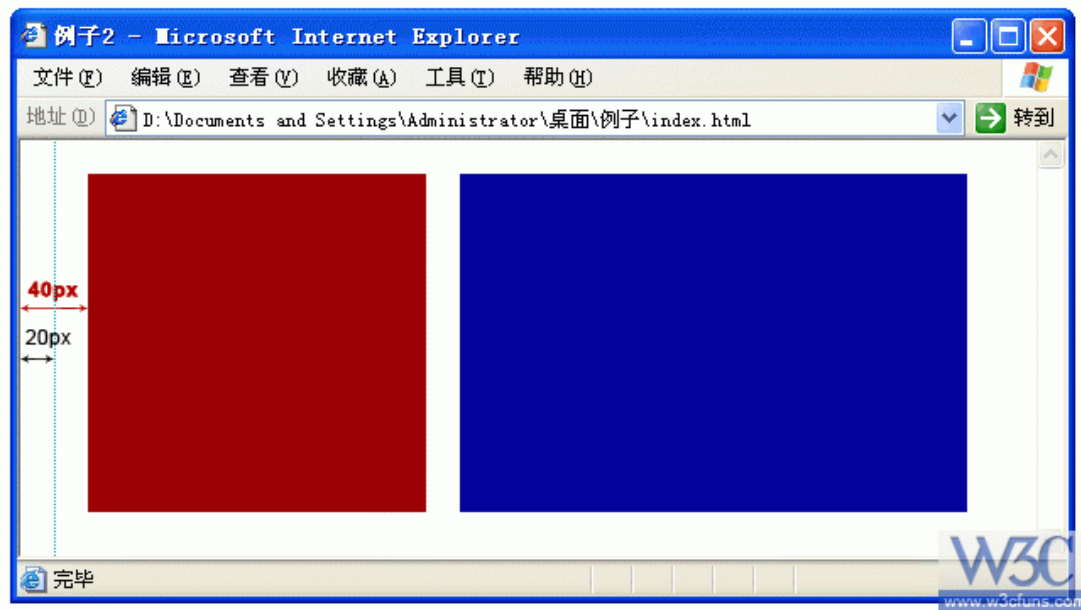 例子2 - Microsoft Internet Explorer
文件(F) 编辑(E) 查看(V) 收藏(A) 工具(T) 帮助(H)
地址(D) D:\Documents and Settings\Administrator\桌面\例子\index.html 转到
40px
20px
完毕
W3C
www.w3cfuns.com